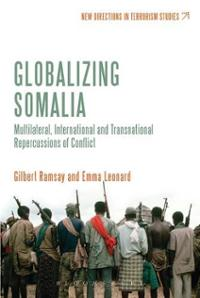 NEW DIRECTIONS IN TERRORISM STUDIES
GLOBALIZING
SOMALIA
Multilateral, International and Transnational
Repercussions of Conflict
Gilbert Ramsay and Emma Leonard
BLOOMSBURY